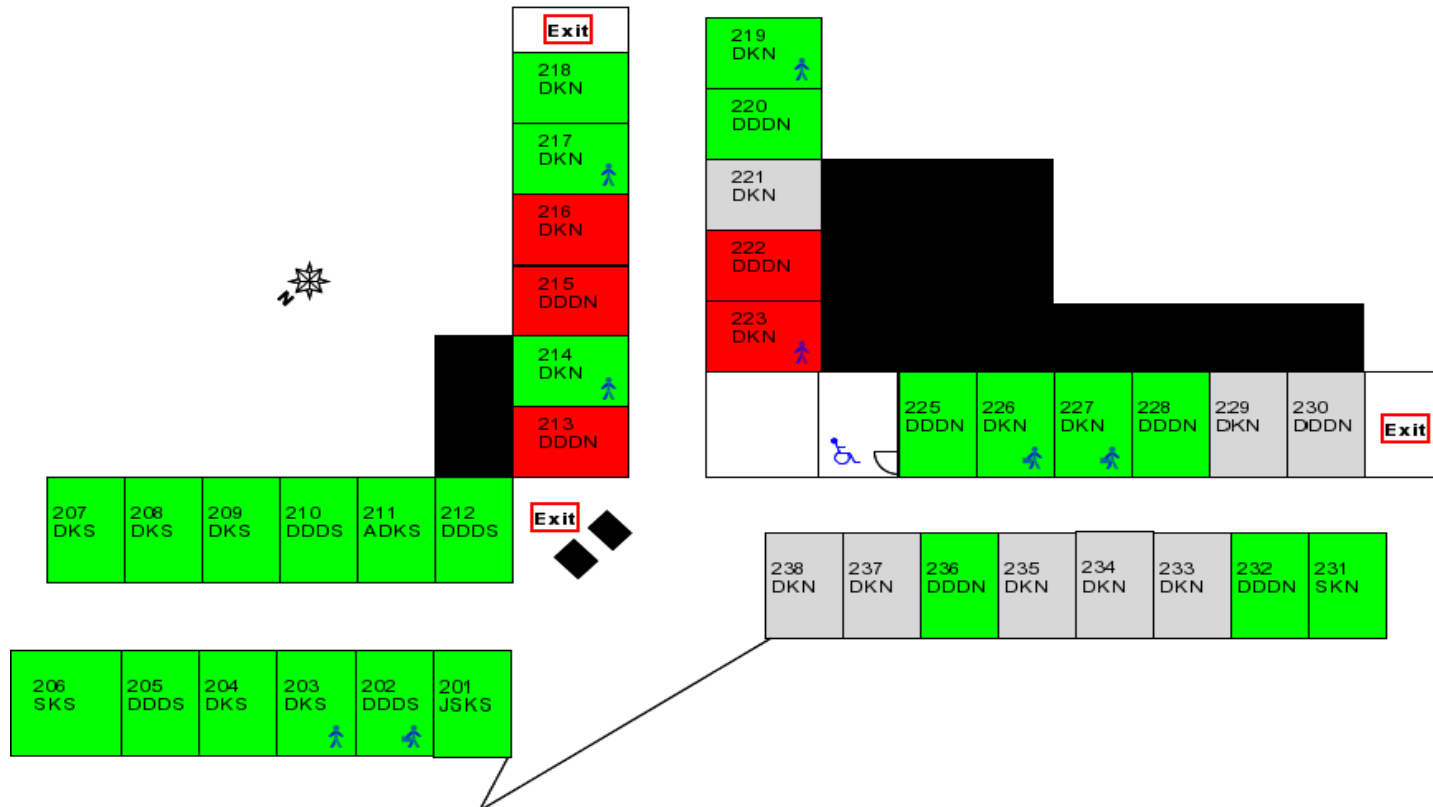 Exit
218
DKN
217
DKN
216
DKN
215
DDDN
214
DKN
213
DDDN
219
DKN
220
DDDN
221
DKN
222
DDDN
223
DKN
225
DDDN
226
DKN
227
DKN
228
DDDN
229
DKN
230
DDDN
Exit
N
207
DKS
208
DKS
209
DKS
210
DDDS
211
ADKS
212
DDDS
Exit
238
DKN
237
DKN
236
DDDN
235
DKN
234
DKN
233
DKN
232
DDDN
231
SKN
206
SKS
205
DDDS
204
DKS
203
DKS
202
DDDS
201
JSKS